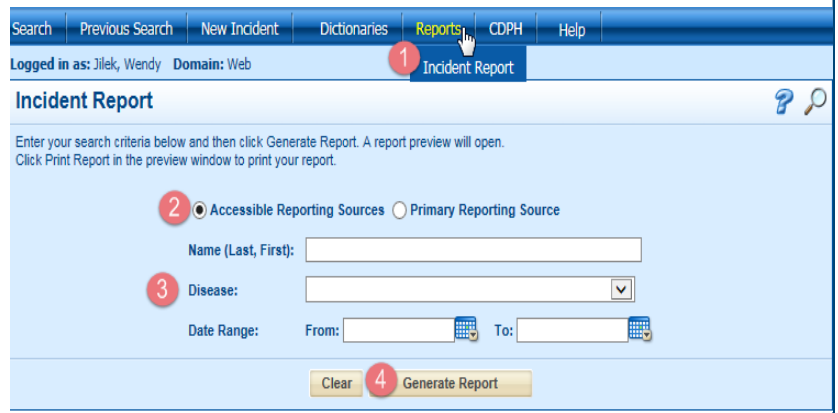 Search Previous Search New Incident Dictionaries Reports CDPH Help
Logged in as: Jilek, Wendy Domain: Web 1 Incident Report
Incident Report ?
Enter your search criteria below and then click Generate Report. A report preview will open.
Click Print Report in the preview window to print your report.
2 Accessible Reporting Sources Primary Reporting Source
Name (Last, First):
3 Disease:
Date Range: From: To:
Clear 4 Generate Report